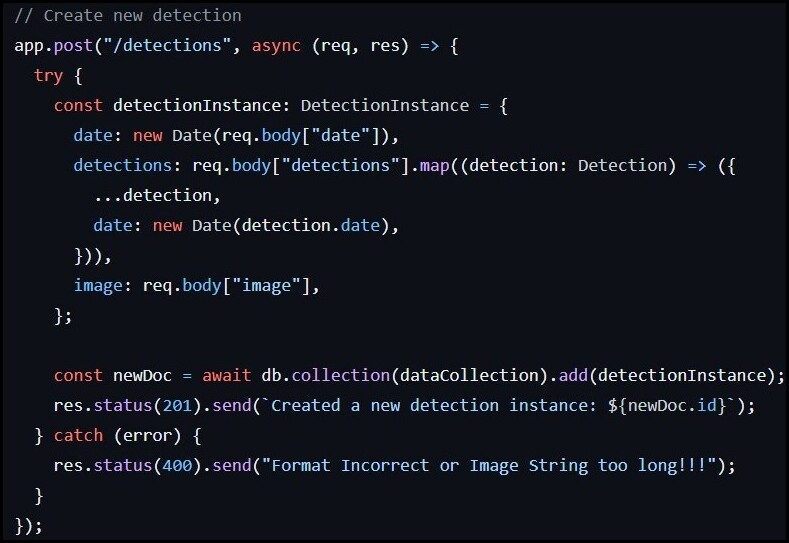 // Create new detection
app.post("/detections", async (req, res) => {
  try {
    const detectionInstance: DetectionInstance = {
      date: new Date(req.body["date"]),
      detections: req.body["detections"].map((detection: Detection) => ({
        ...detection,
        date: new Date(detection.date),
      })),
      image: req.body["image"],
    };

    const newDoc = await db.collection(dataCollection).add(detectionInstance);
    res.status(201).send(`Created a new detection instance: ${newDoc.id}`);
  } catch (error) {
    res.status(400).send("Format Incorrect or Image String too long!!!");
  }
});